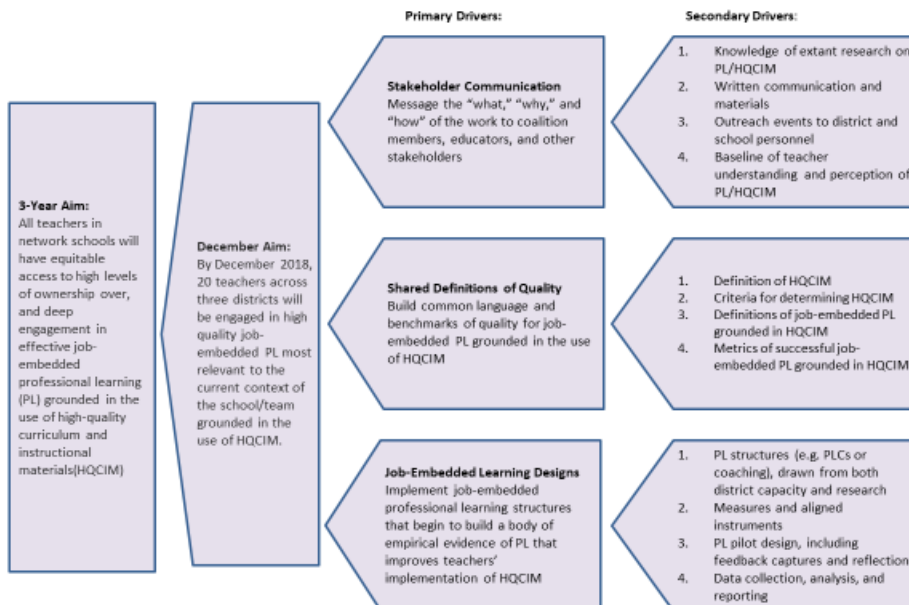 Primary Drivers:
Secondary Drivers:
3-Year Aim:
All teachers in
network schools will
have equitable
access to high levels
of ownership over,
and deep
engagement in
effective job-
embedded
professional learning
(PL) grounded in the
use of high-quality
curriculum and
instructional
materials(HQCIM)
December Aim:
By December 2018,
20 teachers across
three districts will
be engaged in high
quality job-
embedded PL most
relevant to the
current context of
the school/team
grounded in the
use of HQCIM.
Stakeholder Communication
Message the “what,” “why,” and
“how” of the work to coalition
members, educators, and other
stakeholders
1. Knowledge of extant research on
PL/HQCIM
2. Written communication and
materials
3. Outreach events to district and
school personnel
4. Baseline of teacher
understanding and perception of
PL/HQCIM
Shared Definitions of Quality
Build common language and
benchmarks of quality for job-
embedded PL grounded in the use
of HQCIM
1. Definition of HQCIM
2. Criteria for determining HQCIM
3. Definitions of job-embedded PL
grounded in HQCIM
4. Metrics of successful job-
embedded PL grounded in HQCIM
Job-Embedded Learning Designs
Implement job-embedded
professional learning structures
that begin to build a body of
empirical evidence of PL that
improves teachers’
implementation of HQCIM
1. PL structures (e.g. PLCs or
coaching), drawn from both
district capacity and research
2. Measures and aligned
instruments
3. PL pilot design, including
feedback captures and reflection
4. Data collection, analysis, and
reporting